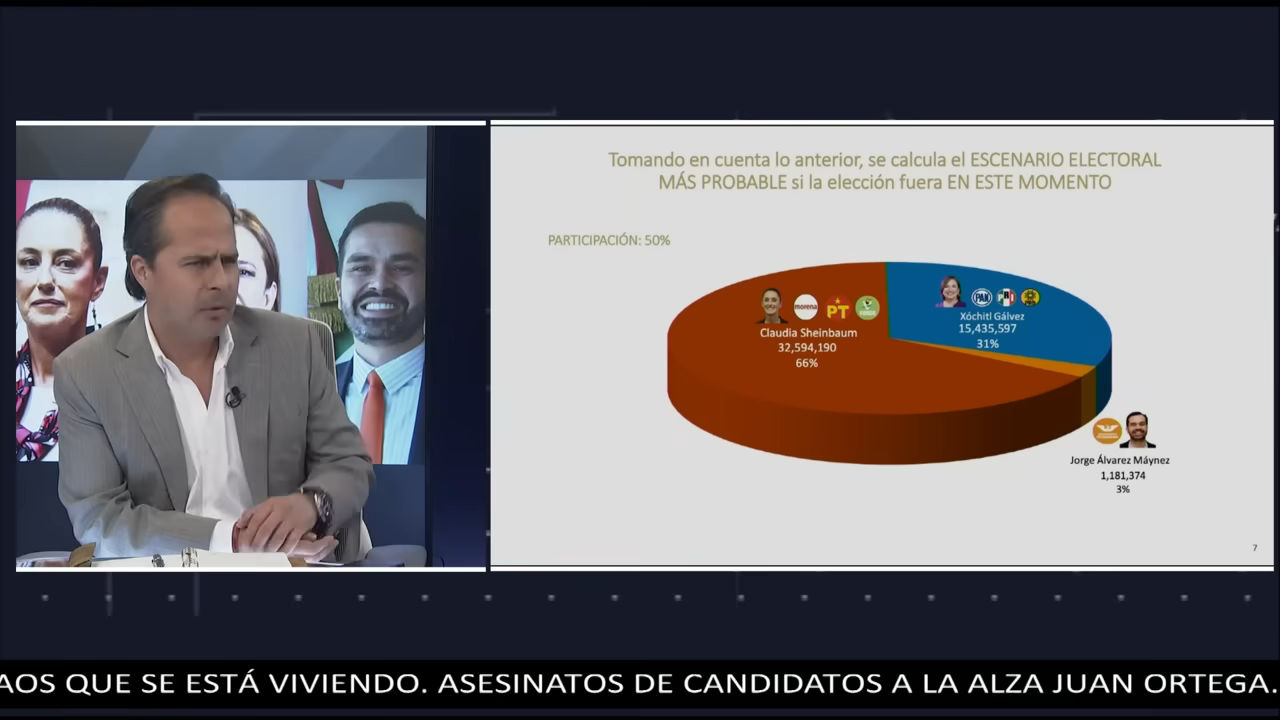 Tomando en cuenta lo anterior, se calcula el ESCENARIO ELECTORAL
MÁS PROBABLE si la elección fuera EN ESTE MOMENTO
PARTICIPACIÓN: 50%
morena
PT
Claudia Sheinbaum
32,594,190
66%
PAN
PRI
Xóchitl Gálvez
15,435,597
31%
Jorge Álvarez Máynez
1,181,374
3%
7
AOS QUE SE ESTÁ VIVIENDO. ASESINATOS DE CANDIDATOS A LA ALZA JUAN ORTEGA.